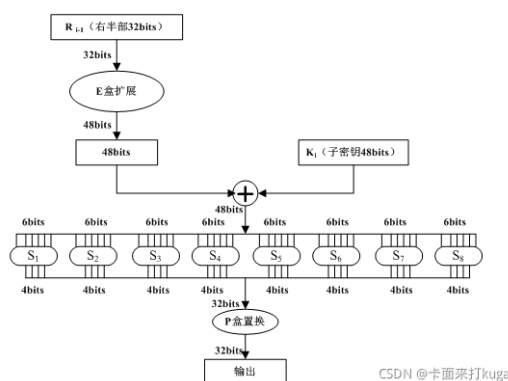 R i-1（右半部32bits）
32bits
E盒扩展
48bits
48bits
K i（子密钥48bits）
48bits
6bits 6bits 6bits 6bits 6bits 6bits 6bits 6bits
S1 S2 S3 S4 S5 S6 S7 S8
4bits 4bits 4bits 4bits 4bits 4bits 4bits 4bits
32bits
P盒置换
32bits
输出
CSDN @卡面来打kuga